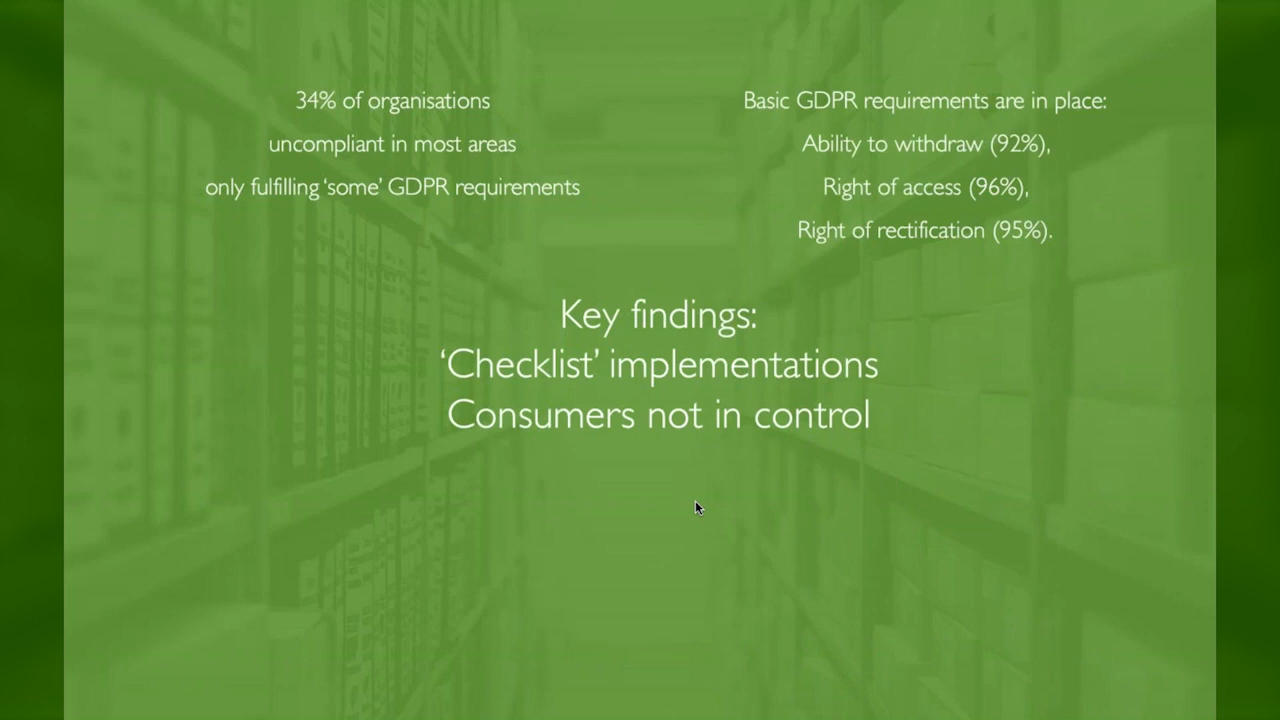 34% of organisations
uncompliant in most areas
only fulfilling ‘some’ GDPR requirements
Basic GDPR requirements are in place:
Ability to withdraw (92%),
Right of access (96%),
Right of rectification (95%).
Key findings:
‘Checklist’ implementations
Consumers not in control